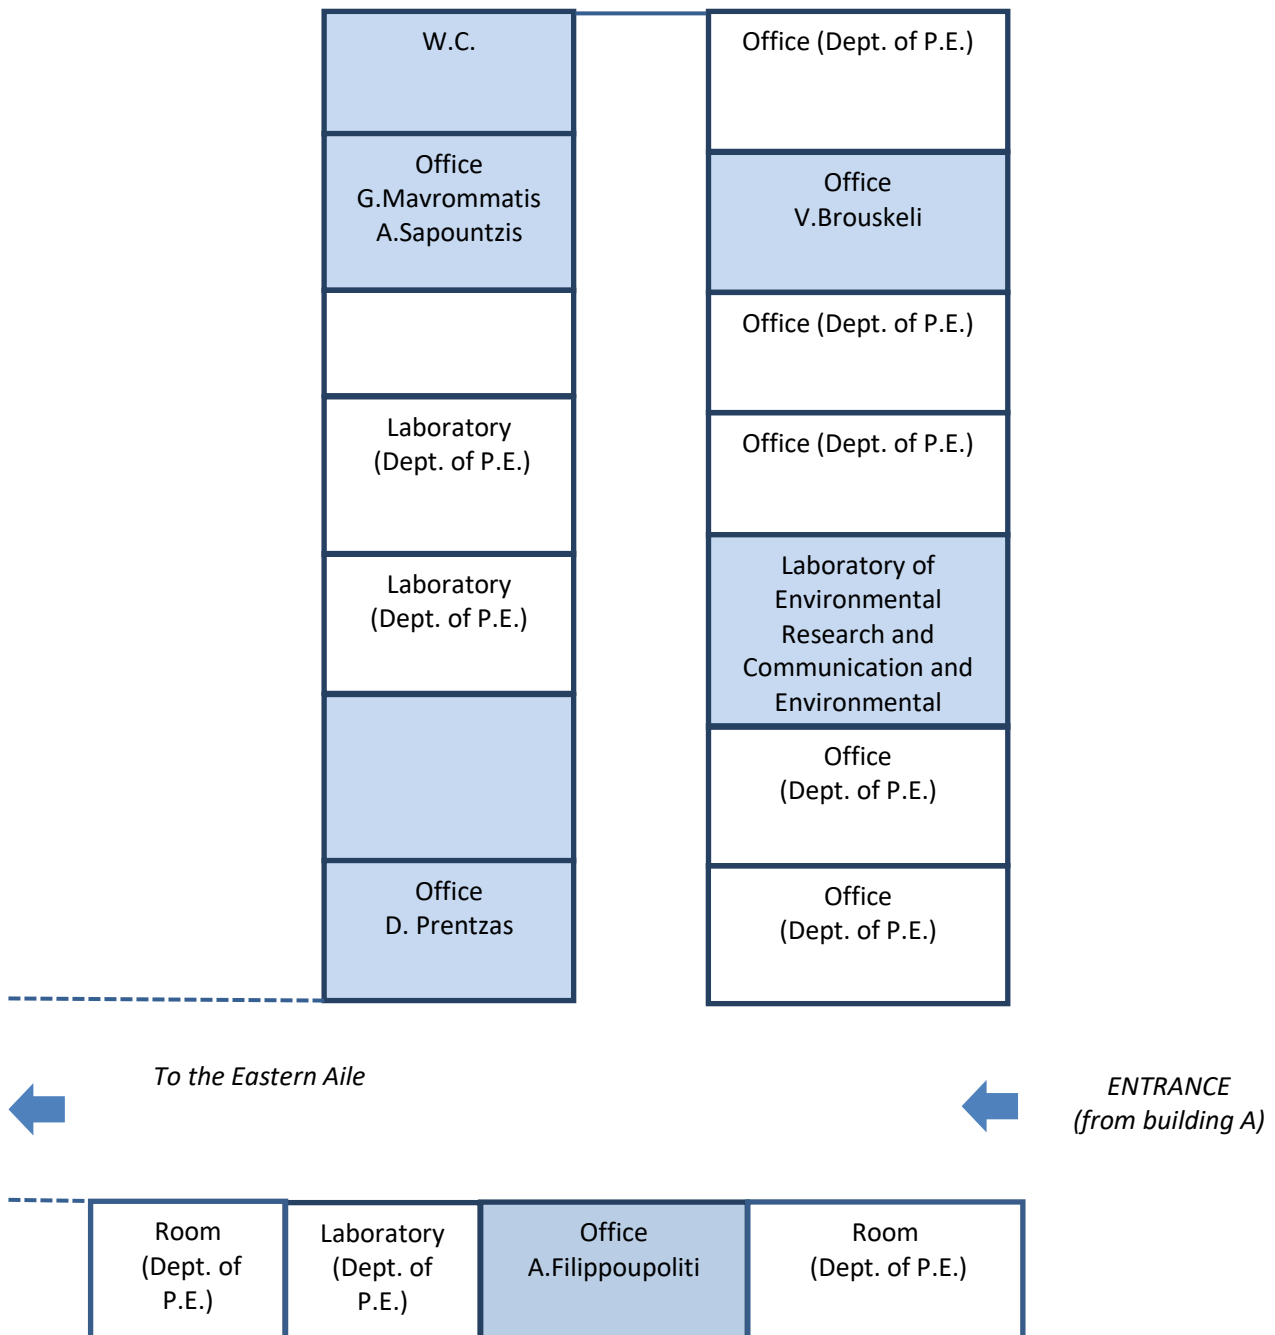 W.C.
Office
G.Mavrommatis
A.Sapountzis
Laboratory
(Dept. of P.E.)
Laboratory
(Dept. of P.E.)
Office
D. Prentzas
Office (Dept. of P.E.)
Office
V.Brouskeli
Office (Dept. of P.E.)
Office (Dept. of P.E.)
Laboratory of
Environmental
Research and
Communication and
Environmental
Office
(Dept. of P.E.)
Office
(Dept. of P.E.)
To the Eastern Aile
ENTRANCE
(from building A)
Room
(Dept. of
P.E.)
Laboratory
(Dept. of
P.E.)
Office
A.Filippoupoliti
Room
(Dept. of P.E.)